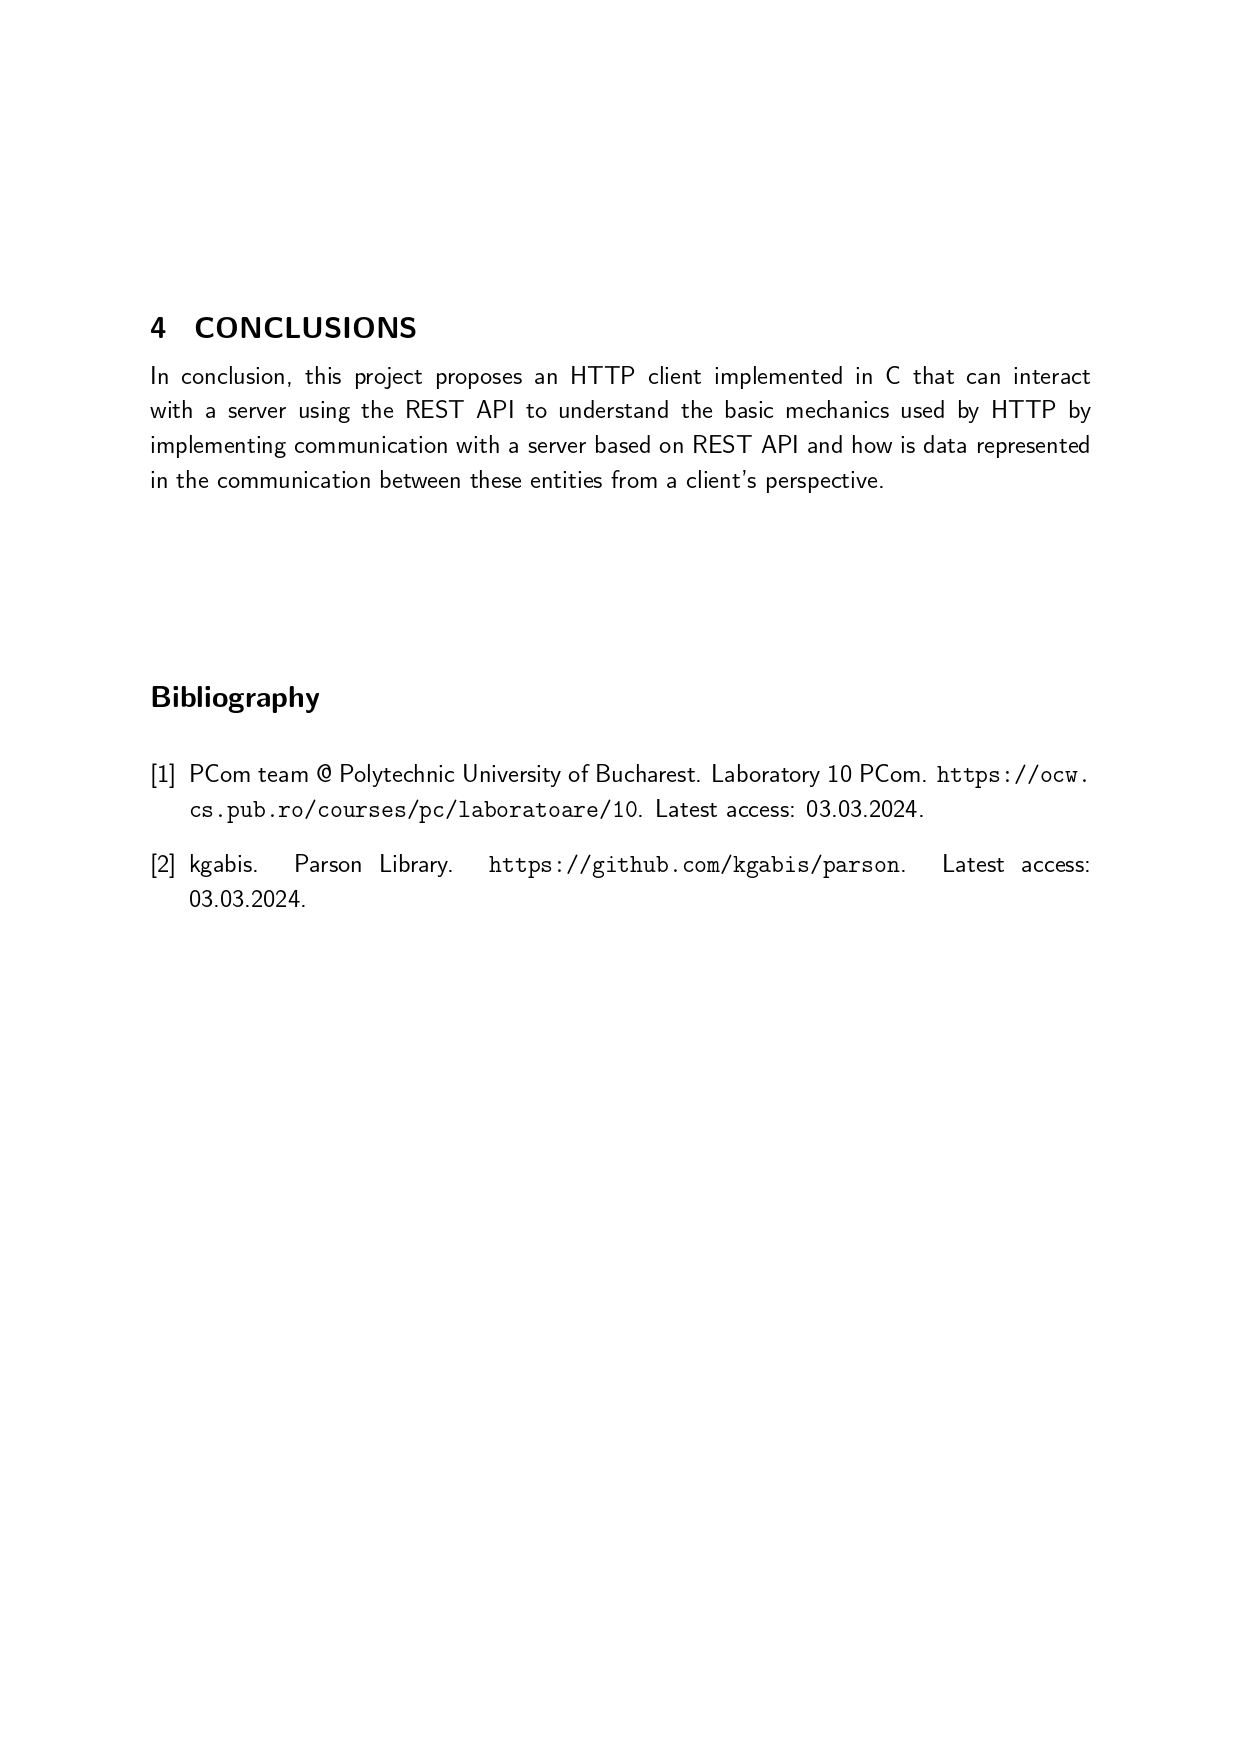 4 CONCLUSIONS
In conclusion, this project proposes an HTTP client implemented in C that can interact
with a server using the REST API to understand the basic mechanics used by HTTP by
implementing communication with a server based on REST API and how is data represented
in the communication between these entities from a client's perspective.
Bibliography
[1] PCom team @ Polytechnic University of Bucharest. Laboratory 10 PCom. https://ocw.
cs.pub.ro/courses/pc/laboratoare/10. Latest access: 03.03.2024.
[2] kgabis. Parson Library. https://github.com/kgabis/parson. Latest access:
03.03.2024.